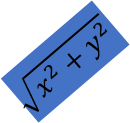 √(x² + y²)